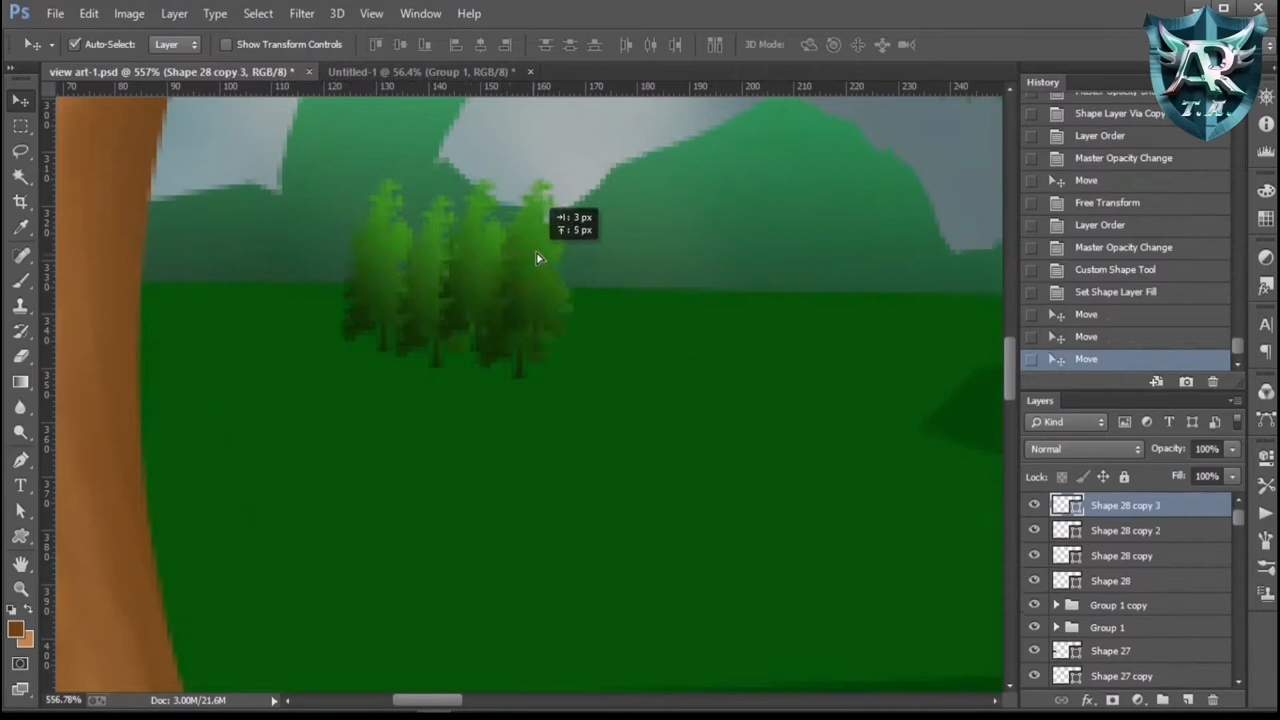 Ps File Edit Image Layer Type Select Filter 3D View Window Help
Auto-Select: Layer Show Transform Controls 3D Mode:
view art-1.psd @ 557% (Shape 28 copy 3, RGB/8) * × Untitled-1 @ 56.4% (Group 1, RGB/8) * ×
70 80 90 100 110 120 130 140 150 160 170 180 190 200 210 220 230 240
History
Shape Layer Via Copy
Layer Order
Master Opacity Change
Move
Free Transform
Layer Order
Master Opacity Change
Custom Shape Tool
Set Shape Layer Fill
Move
Move
Move
: 3 px
: 5 px
Layers
Kind
Normal Opacity: 100%
Lock: Fill: 100%
Shape 28 copy 3
Shape 28 copy 2
Shape 28 copy
Shape 28
Group 1 copy
Group 1
Shape 27
Shape 27 copy
556.78% Doc: 3.00M/21.6M
AR
T.A.